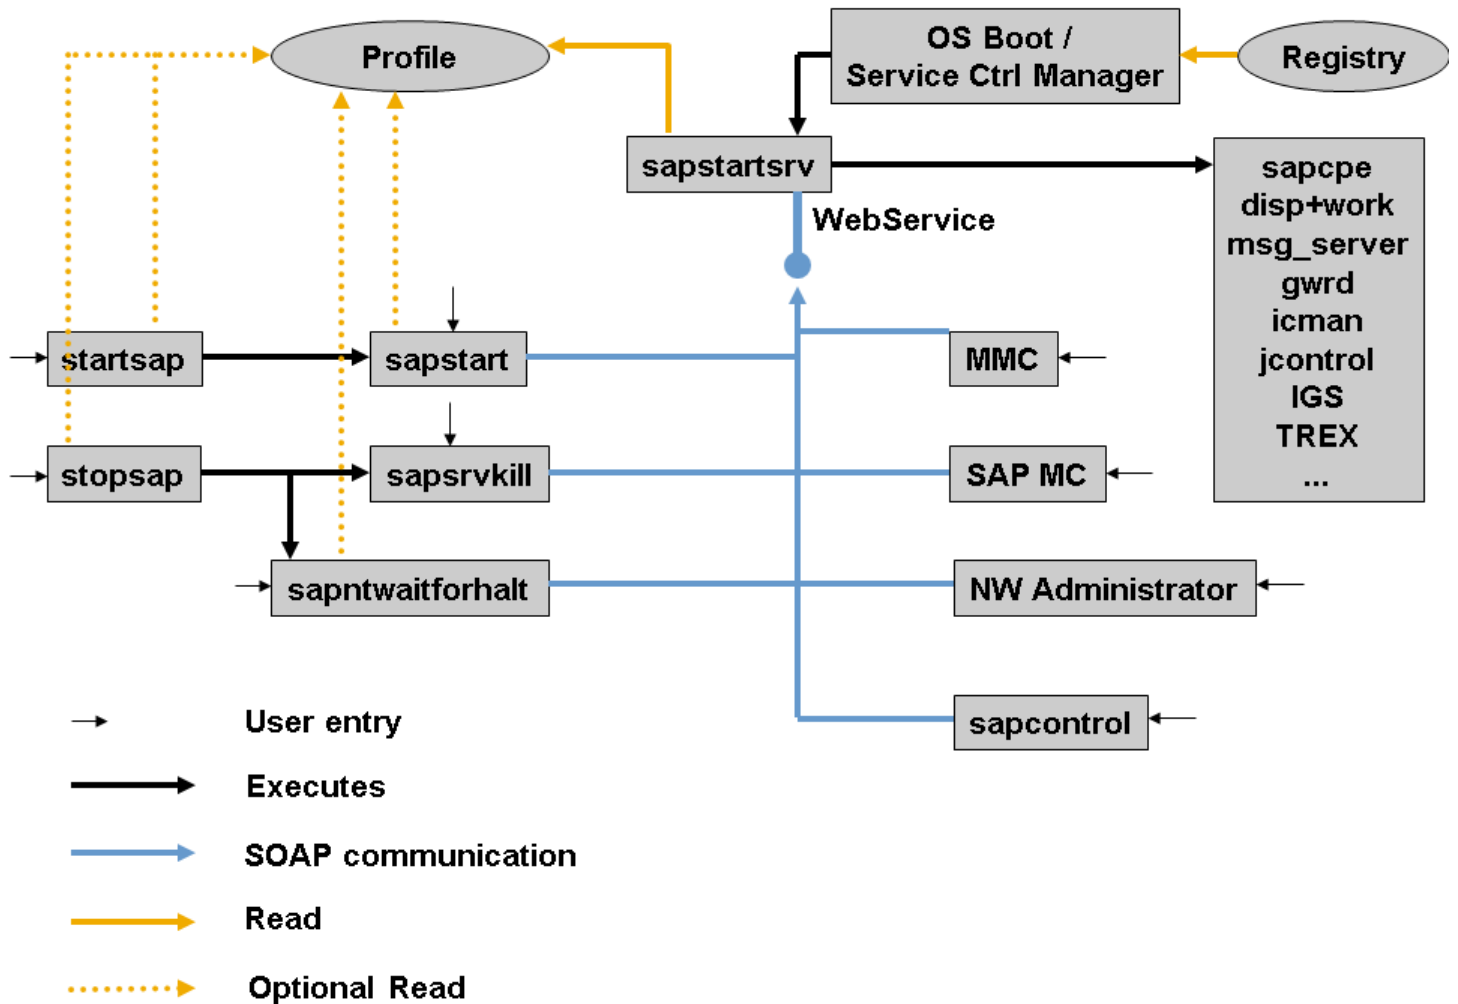 Profile
OS Boot /
Service Ctrl Manager
Registry
sapstartsrv
WebService
sapcpe
disp+work
msg_server
gwrd
icman
jcontrol
IGS
TREX
...
startsap
sapstart
MMC
stopsap
sapsrvkill
SAP MC
sapntwaitforhalt
NW Administrator
sapcontrol
User entry
Executes
SOAP communication
Read
Optional Read